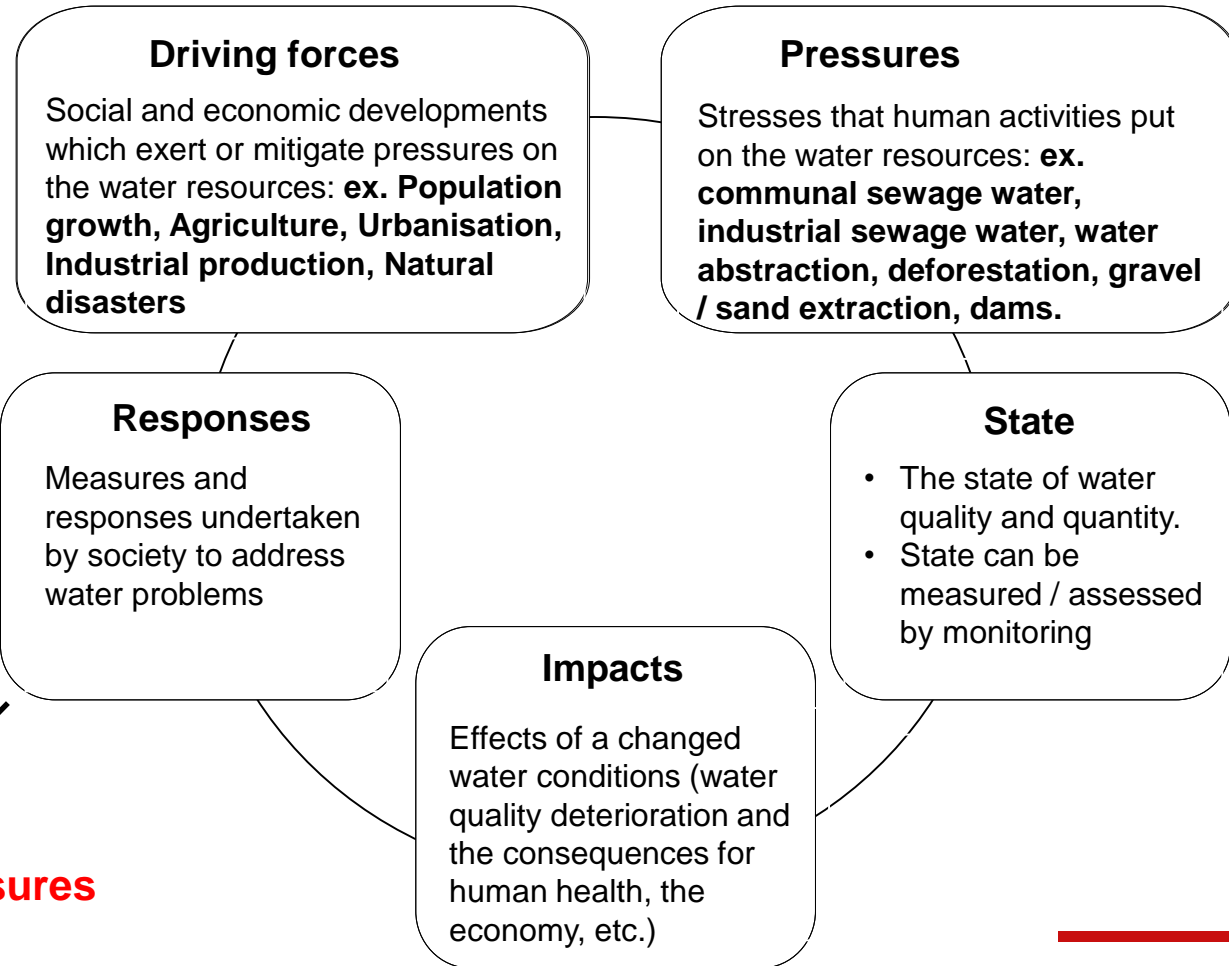 Driving forces
Social and economic developments
which exert or mitigate pressures on
the water resources: ex. Population
growth, Agriculture, Urbanisation,
Industrial production, Natural
disasters
Pressures
Stresses that human activities put
on the water resources: ex.
communal sewage water,
industrial sewage water, water
abstraction, deforestation, gravel
/ sand extraction, dams.
Responses
Measures and
responses undertaken
by society to address
water problems
State
• The state of water
quality and quantity.
• State can be
measured / assessed
by monitoring
Impacts
Effects of a changed
water conditions (water
quality deterioration and
the consequences for
human health, the
economy, etc.)
sures